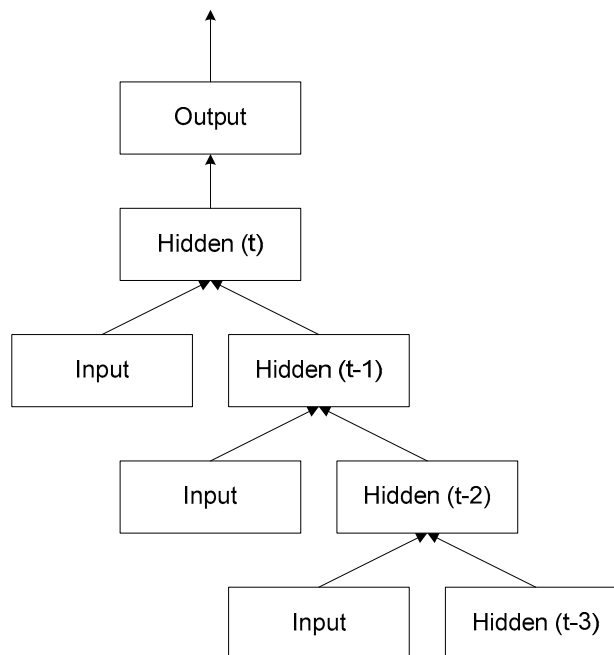 Output
Hidden (t)
Input
Hidden (t-1)
Input
Hidden (t-2)
Input
Hidden (t-3)